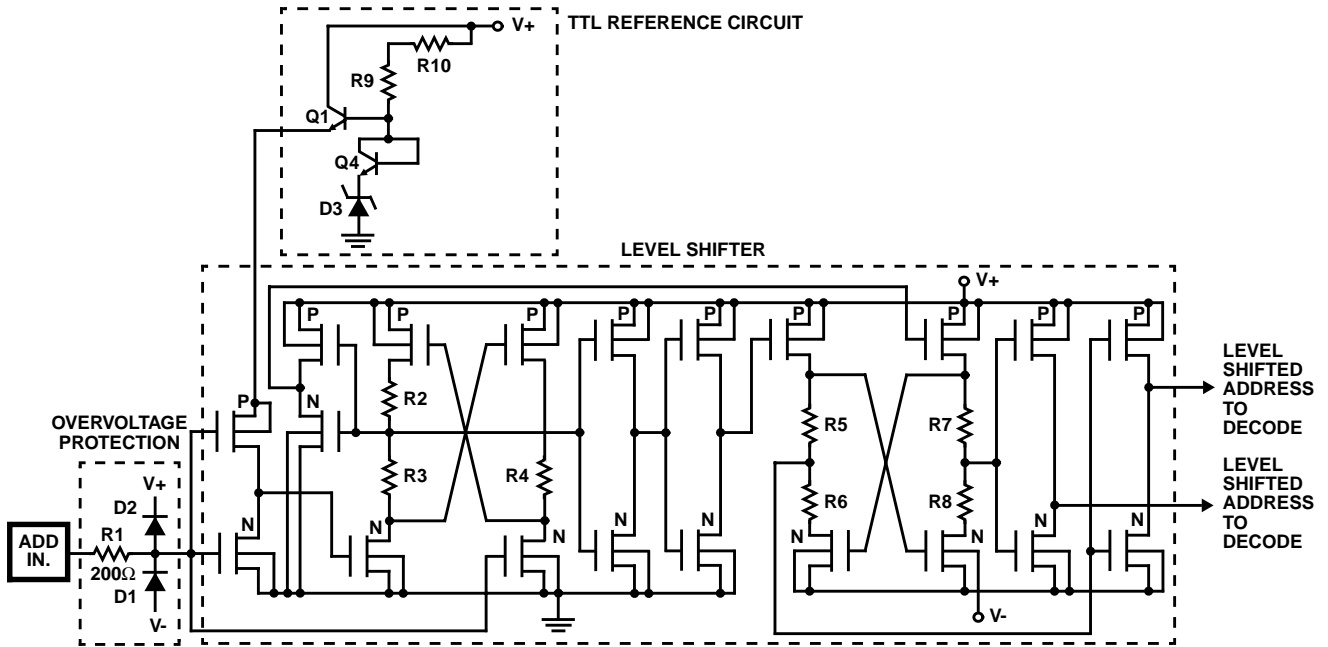 TTL REFERENCE CIRCUIT
V+
R10
R9
Q1
Q4
D3
LEVEL SHIFTER
V+
P
P
P
P
P
P
P
P
P
LEVEL
SHIFTED
ADDRESS
TO
DECODE
OVERVOLTAGE
PROTECTION
P
N
R2
R5
R7
R3
R4
R6
R8
LEVEL
SHIFTED
ADDRESS
TO
DECODE
V+
D2
R1
ADD
IN.
200Ω
D1
V-
N
N
N
N
N
N
N
N
N
V-